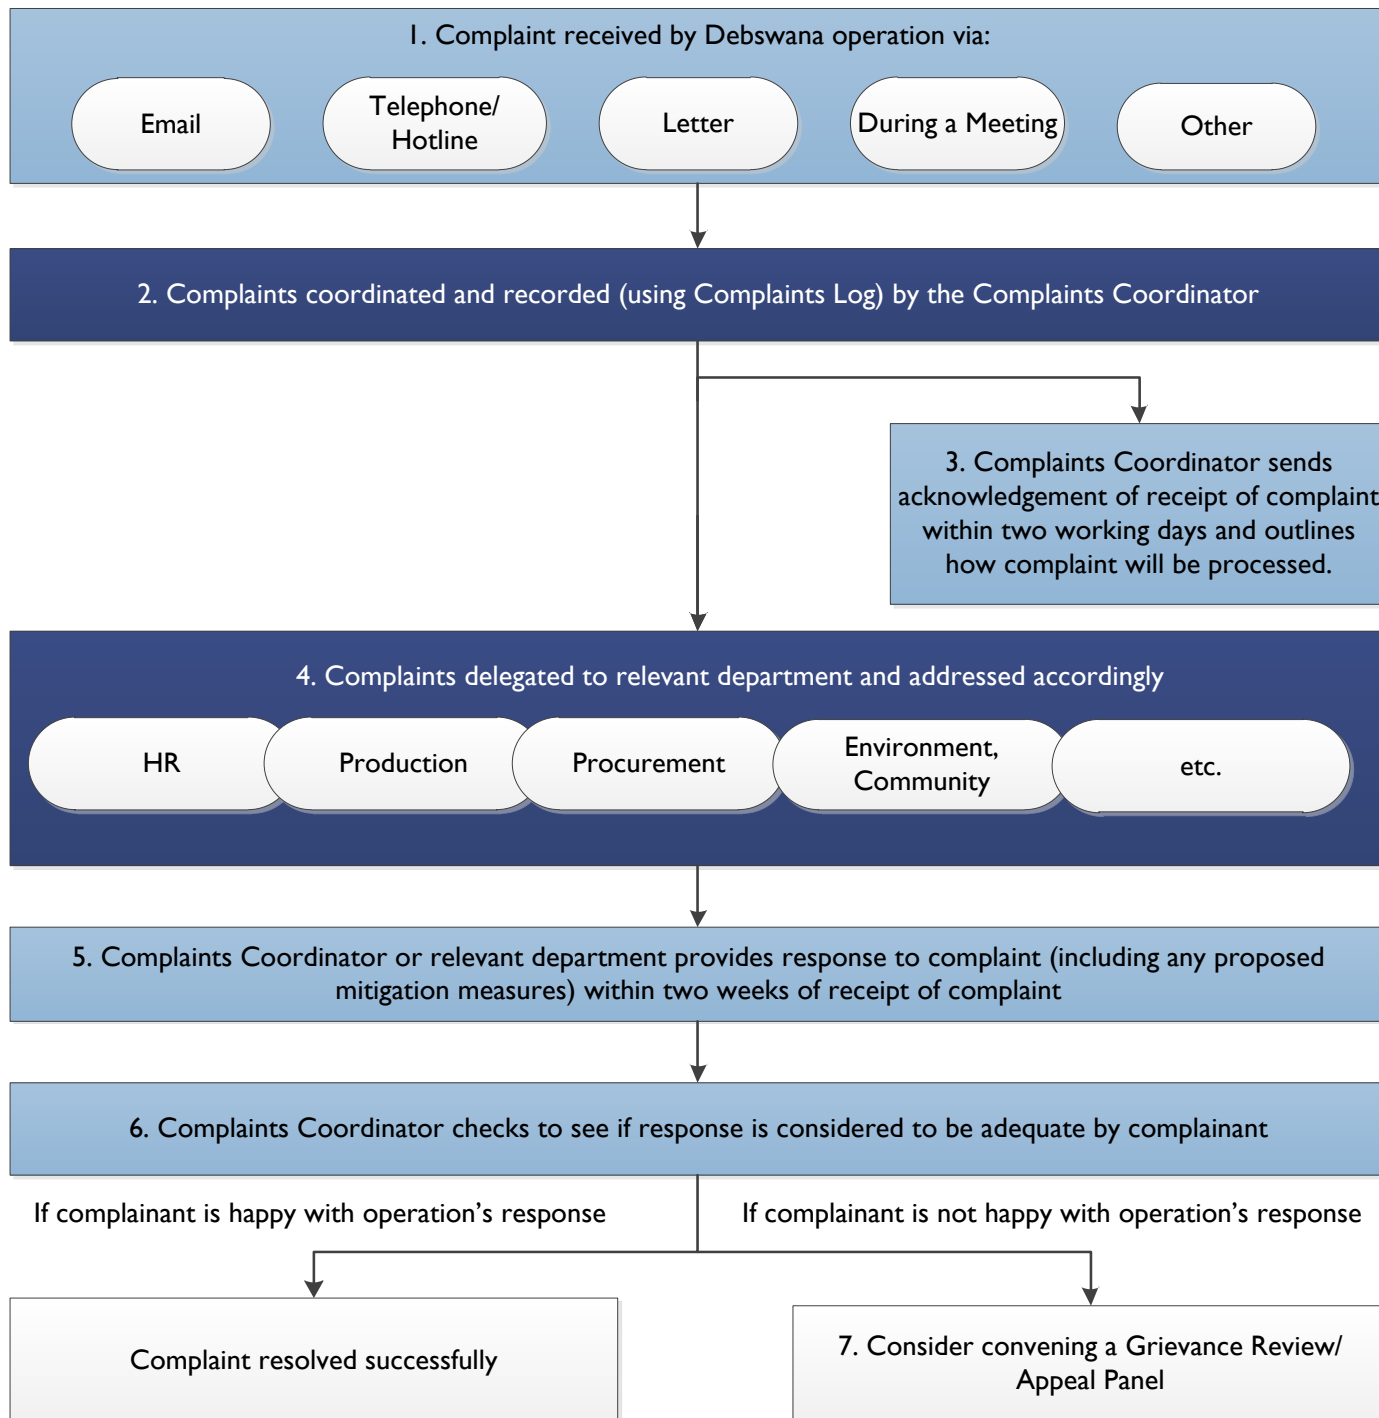 1. Complaint received by Debswana operation via:
Email
Telephone/
Hotline
Letter
During a Meeting
Other
2. Complaints coordinated and recorded (using Complaints Log) by the Complaints Coordinator
3. Complaints Coordinator sends
acknowledgement of receipt of complaint
within two working days and outlines
how complaint will be processed.
4. Complaints delegated to relevant department and addressed accordingly
HR
Production
Procurement
Environment,
Community
etc.
5. Complaints Coordinator or relevant department provides response to complaint (including any proposed
mitigation measures) within two weeks of receipt of complaint
6. Complaints Coordinator checks to see if response is considered to be adequate by complainant
If complainant is happy with operation’s response
If complainant is not happy with operation’s response
Complaint resolved successfully
7. Consider convening a Grievance Review/
Appeal Panel